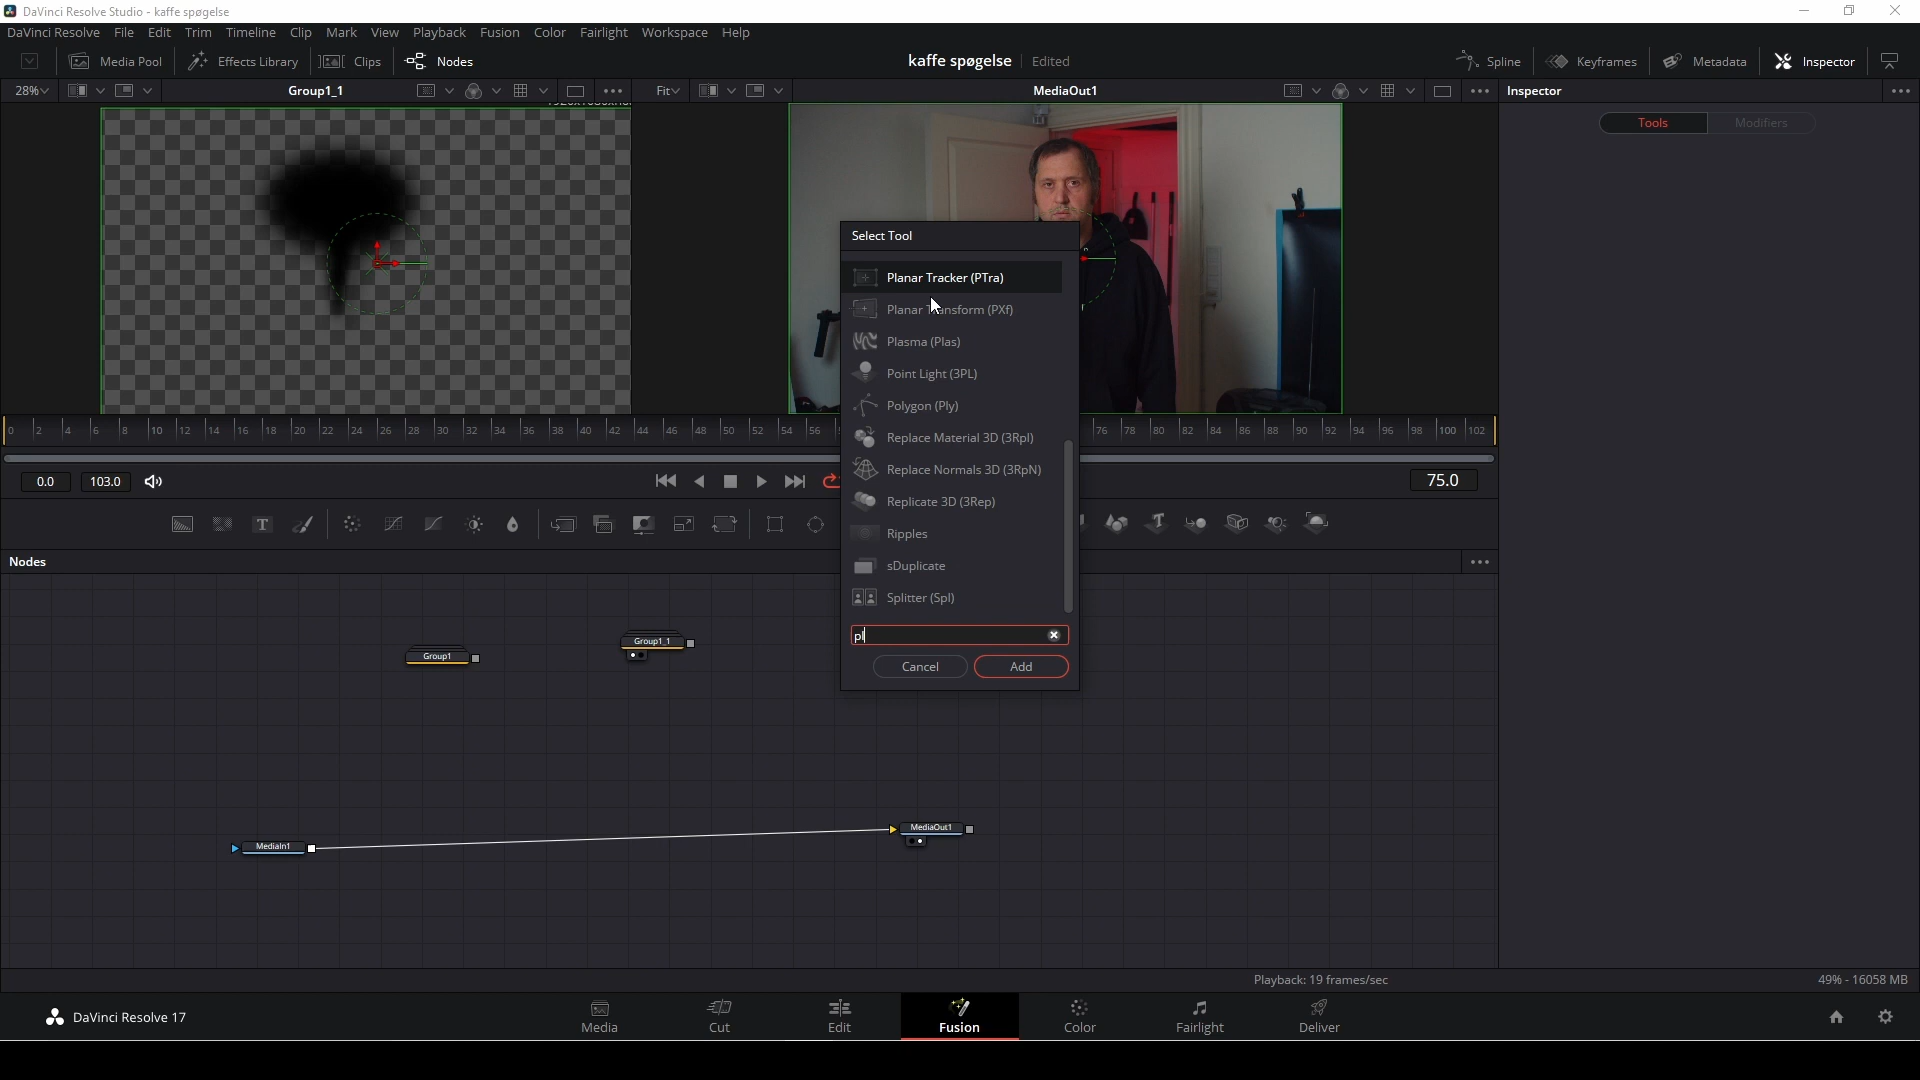 DaVinci Resolve Studio - kaffe spøgelse
DaVinci Resolve File Edit Trim Timeline Clip Mark View Playback Fusion Color Fairlight Workspace Help
Media Pool Effects Library Clips Nodes kaffe spøgelse Edited Spline Keyframes Metadata Inspector
28% Group1_1 Fit MediaOut1 Inspector
Tools Modifiers
Select Tool
Planar Tracker (PTra)
Plasma (Plas)
Point Light (3PL)
Polygon (Ply)
0 2 4 6 8 10 12 14 16 18 20 22 24 26 28 30 32 34 36 38 40 42 44 46 48 50 52 54 56 76 78 80 82 84 86 88 90 92 94 96 98 100 102
Replace Material 3D (3Rpl)
Replace Normals 3D (3RpN)
0.0 103.0 75.0
Replicate 3D (3Rep)
T T
Ripples
Nodes
sDuplicate
Splitter (Spl)
pl
Group1 Group1_1
Cancel Add
MediaIn1 MediaOut1
Playback: 19 frames/sec 49% - 16058 MB
DaVinci Resolve 17 Media Cut Edit Fusion Color Fairlight Deliver